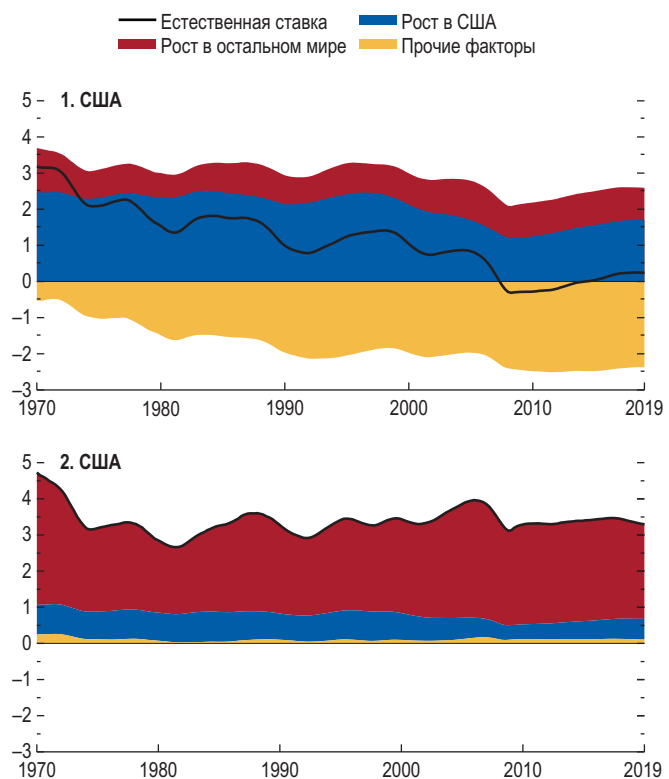 Естественная ставка
Рост в США
Рост в остальном мире
Прочие факторы
1. США
5
4
3
2
1
0
–1
–2
–3
1970 1980 1990 2000 2010 2019
2. США
5
4
3
2
1
0
–1
–2
–3
1970 1980 1990 2000 2010 2019